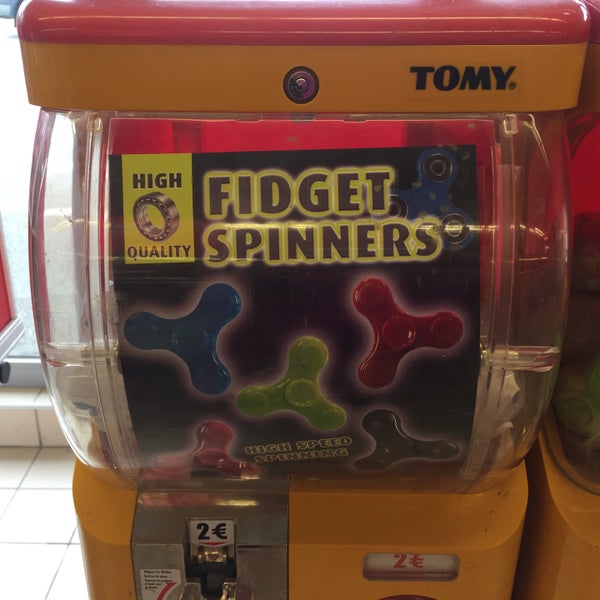 TOMY®
HIGH
QUALITY
FIDGET
SPINNERS
HIGH SPEED
SPINNING
2€
2€